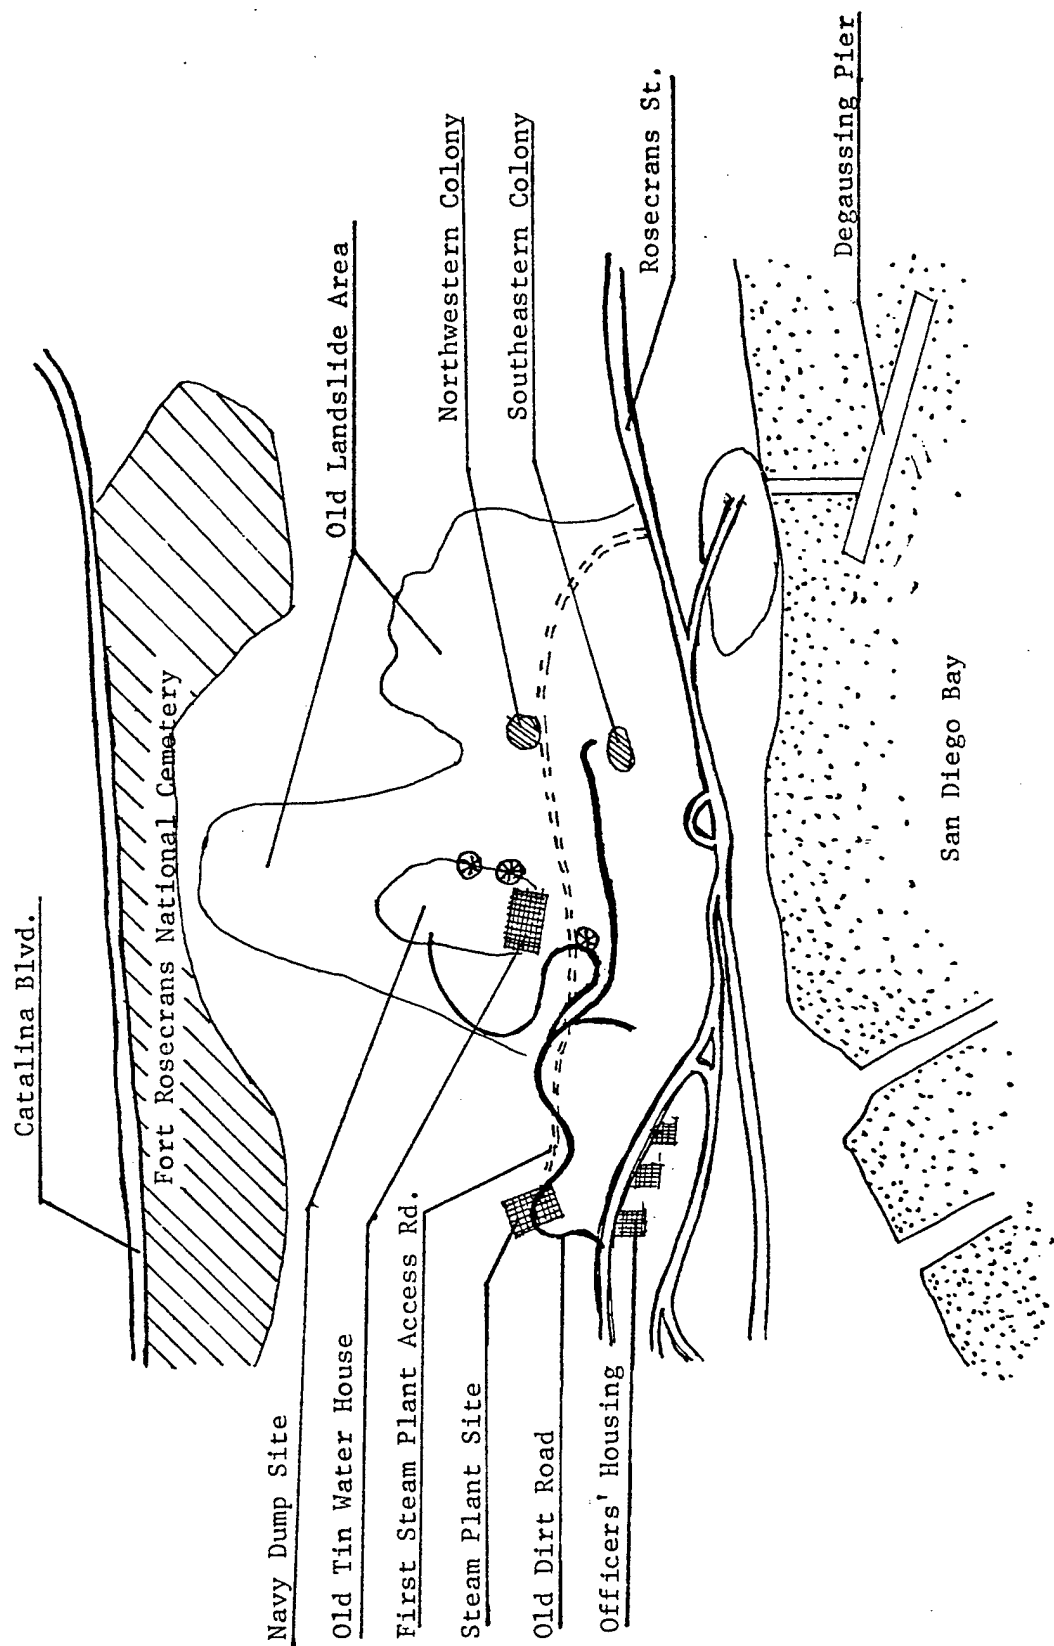 Catalina Blvd.
Fort Rosecrans National Cemetery
Navy Dump Site
Old Tin Water House
First Steam Plant Access Rd.
Steam Plant Site
Old Dirt Road
Officers' Housing
Old Landslide Area
Northwestern Colony
Southeastern Colony
Rosecrans St.
Degaussing Pier
San Diego Bay